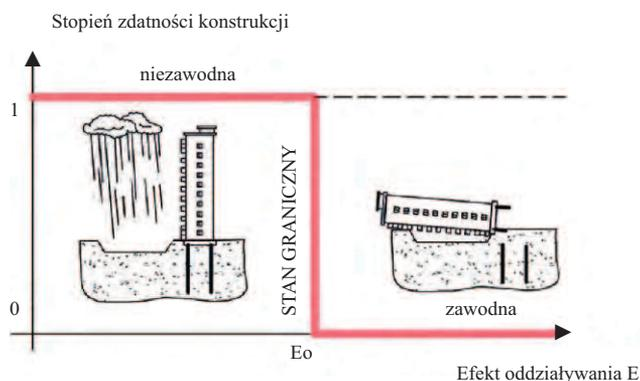 Stopień zdatności konstrukcji
niezawodna
1
STAN GRANICZNY
0
zawodna
Eo
Efekt oddziaływania E